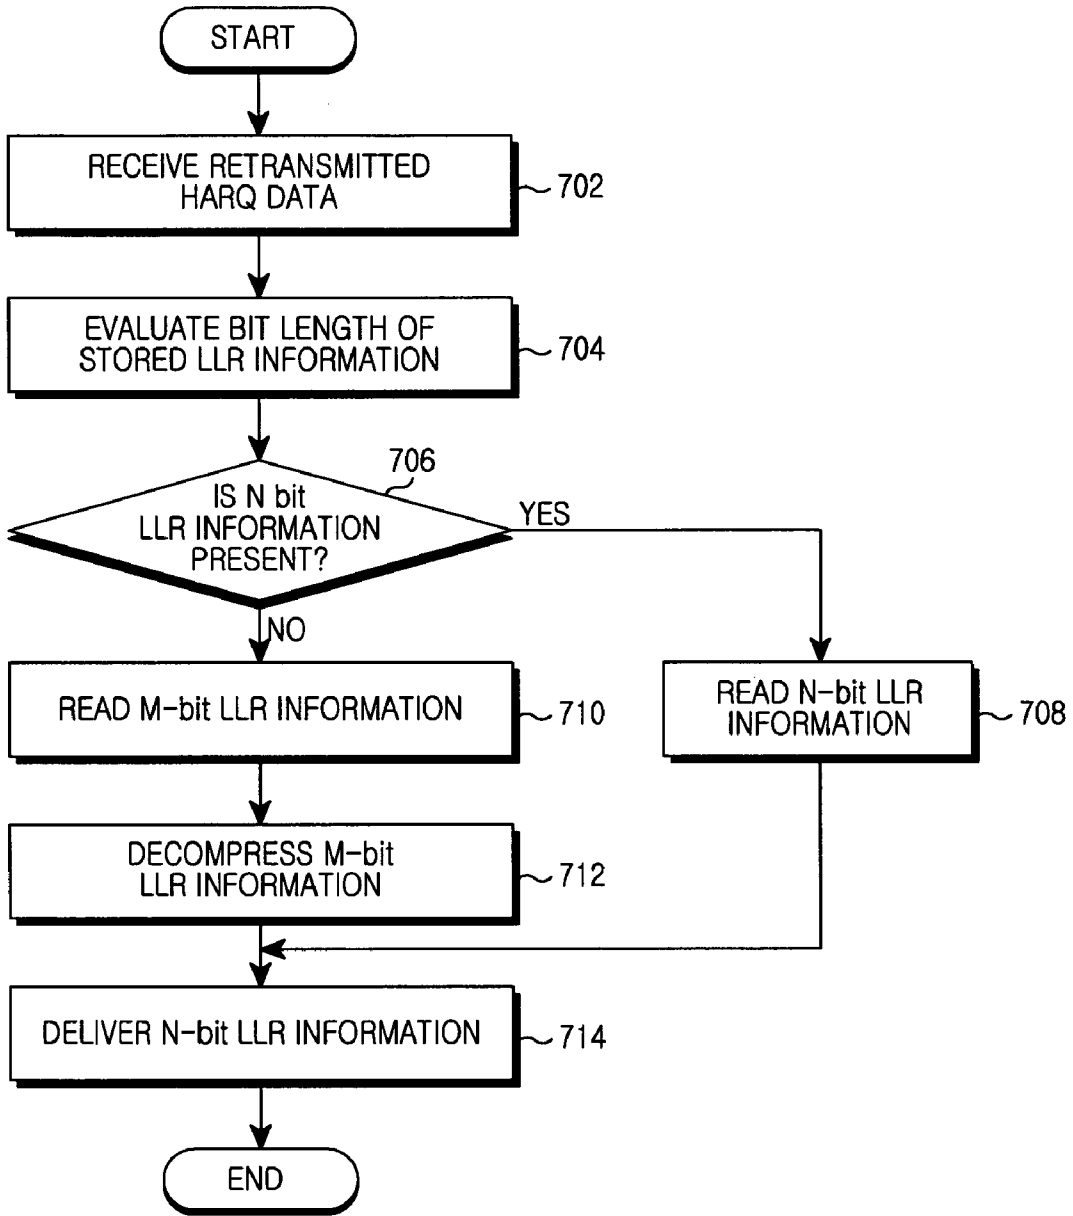 START
RECEIVE RETRANSMITTED
HARQ DATA
702
EVALUATE BIT LENGTH OF
STORED LLR INFORMATION
704
706
IS N bit
LLR INFORMATION
PRESENT?
YES
NO
READ M-bit LLR INFORMATION
710
READ N-bit LLR
INFORMATION
708
DECOMPRESS M-bit
LLR INFORMATION
712
DELIVER N-bit LLR INFORMATION
714
END